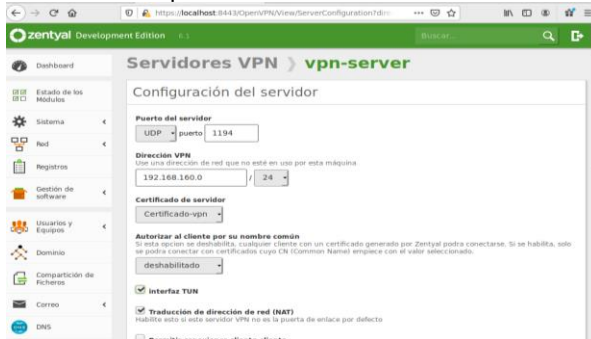 https://localhost:8443/OpenVPN/View/ServerConfiguration?dire
zentyal Development Edition 6.1
Buscar...
Servidores VPN vpn-server
Dashboard
Estado de los
Módulos
Sistema
Red
Registros
Gestión de
software
Usuarios y
Equipos
Dominio
Compartición de
Ficheros
Correo
DNS
Configuración del servidor
Puerto del servidor
UDP puerto 1194
Dirección VPN
Use una dirección de red que no esté en uso por esta máquina
192.168.160.0 / 24
Certificado de servidor
Certificado-vpn
Autorizar al cliente por su nombre común
Si esta opcion se deshabilita, cualquier cliente con un certificado generado por Zentyal podra conectarse. Si se habilita, solo
se podra conectar con certificados cuyo CN (Common Name) empiece con el valor seleccionado.
deshabilitado
interfaz TUN
Traducción de dirección de red (NAT)
Habilite esto si este servidor VPN no es la puerta de enlace por defecto